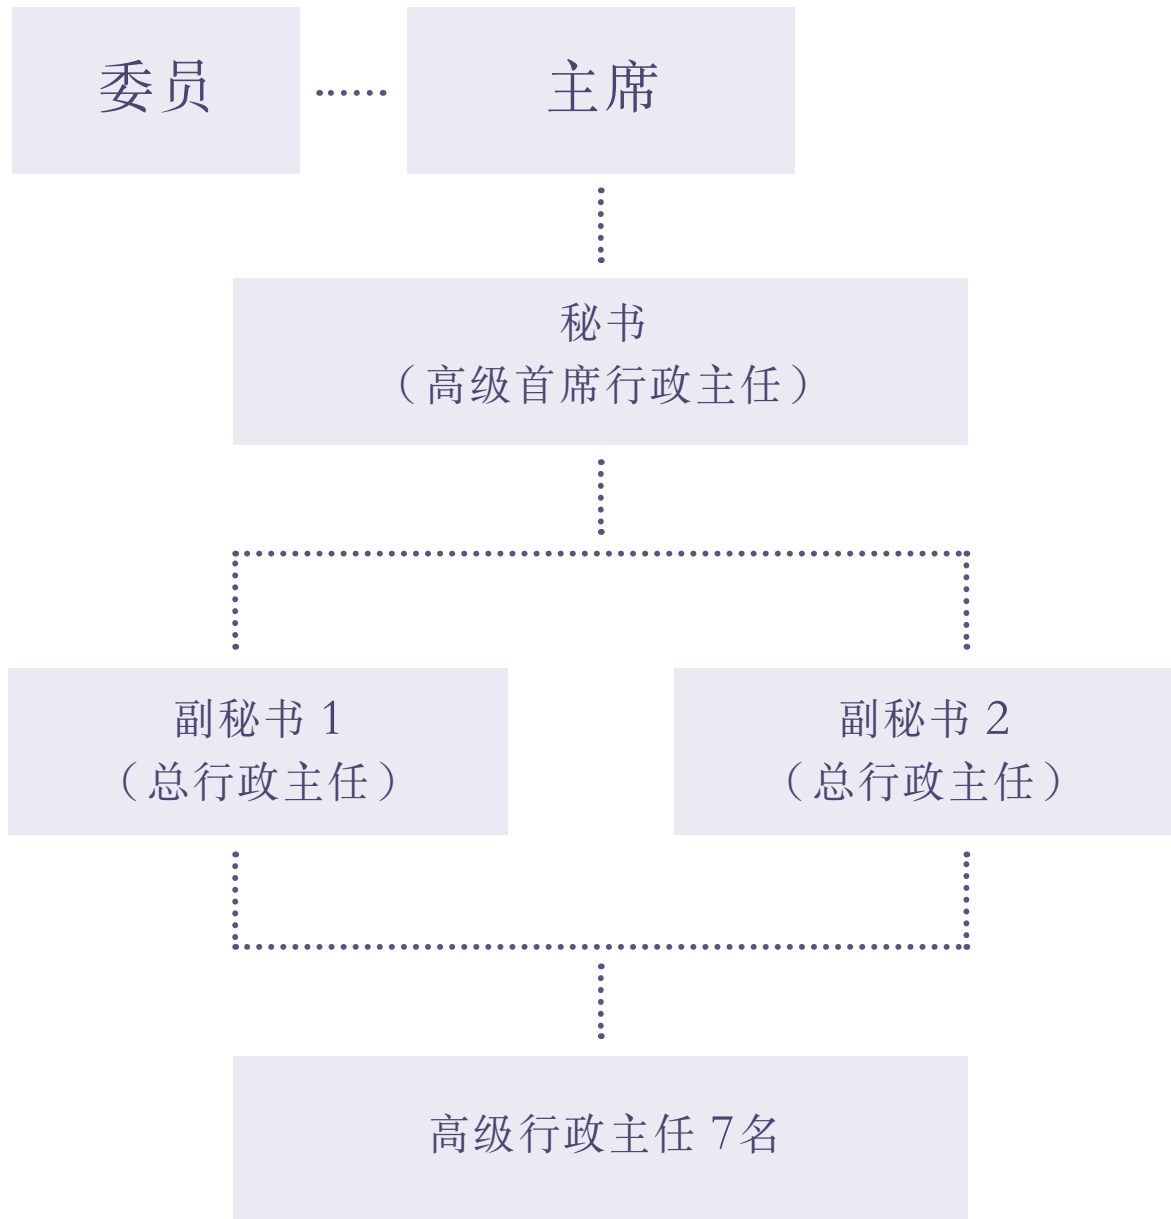 委员
主席
秘书
（高级首席行政主任）
副秘书 1
（总行政主任）
副秘书 2
（总行政主任）
高级行政主任 7名